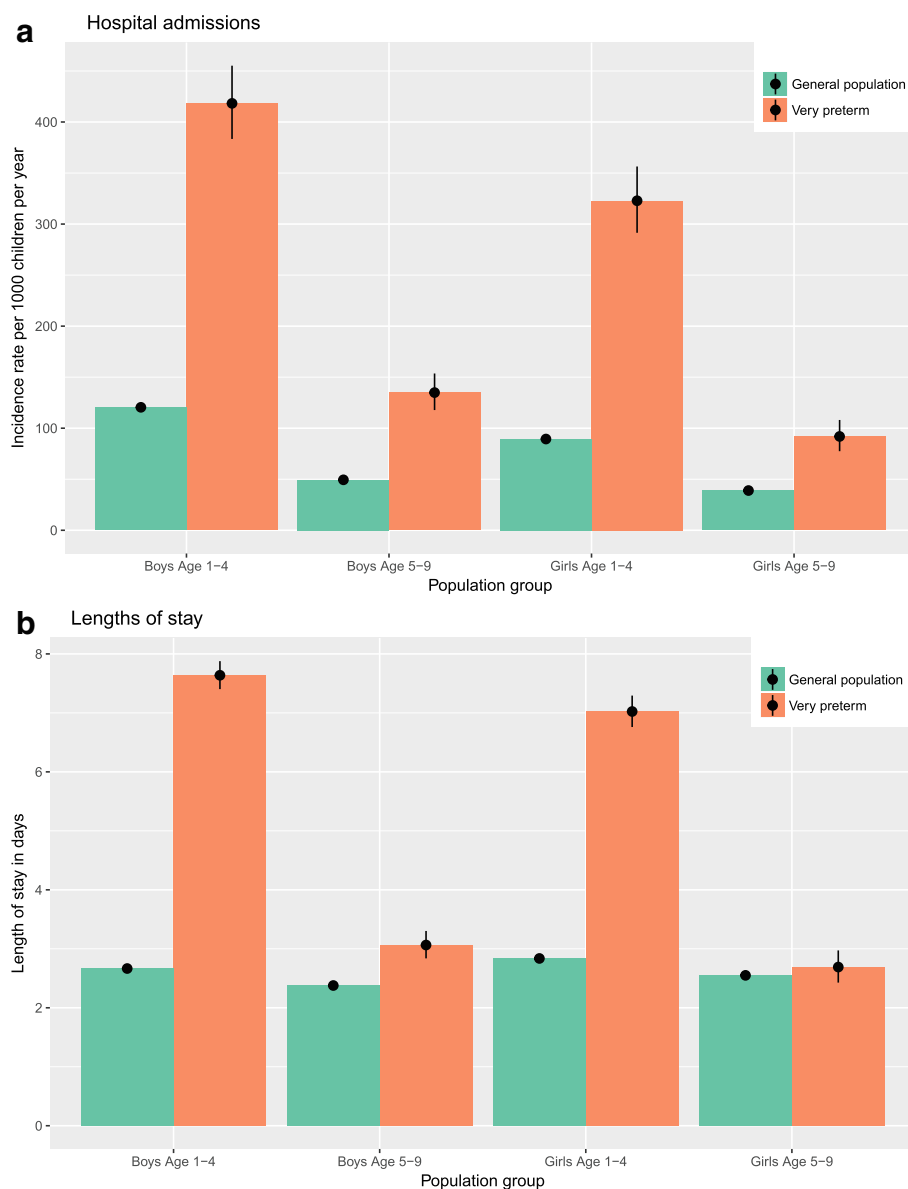 a
Hospital admissions
General population
Very preterm
Incidence rate per 1000 children per year
400
300
200
100
0
Boys Age 1−4
Boys Age 5−9
Girls Age 1−4
Girls Age 5−9
Population group
b
Lengths of stay
General population
Very preterm
Length of stay in days
8
6
4
2
0
Boys Age 1−4
Boys Age 5−9
Girls Age 1−4
Girls Age 5−9
Population group